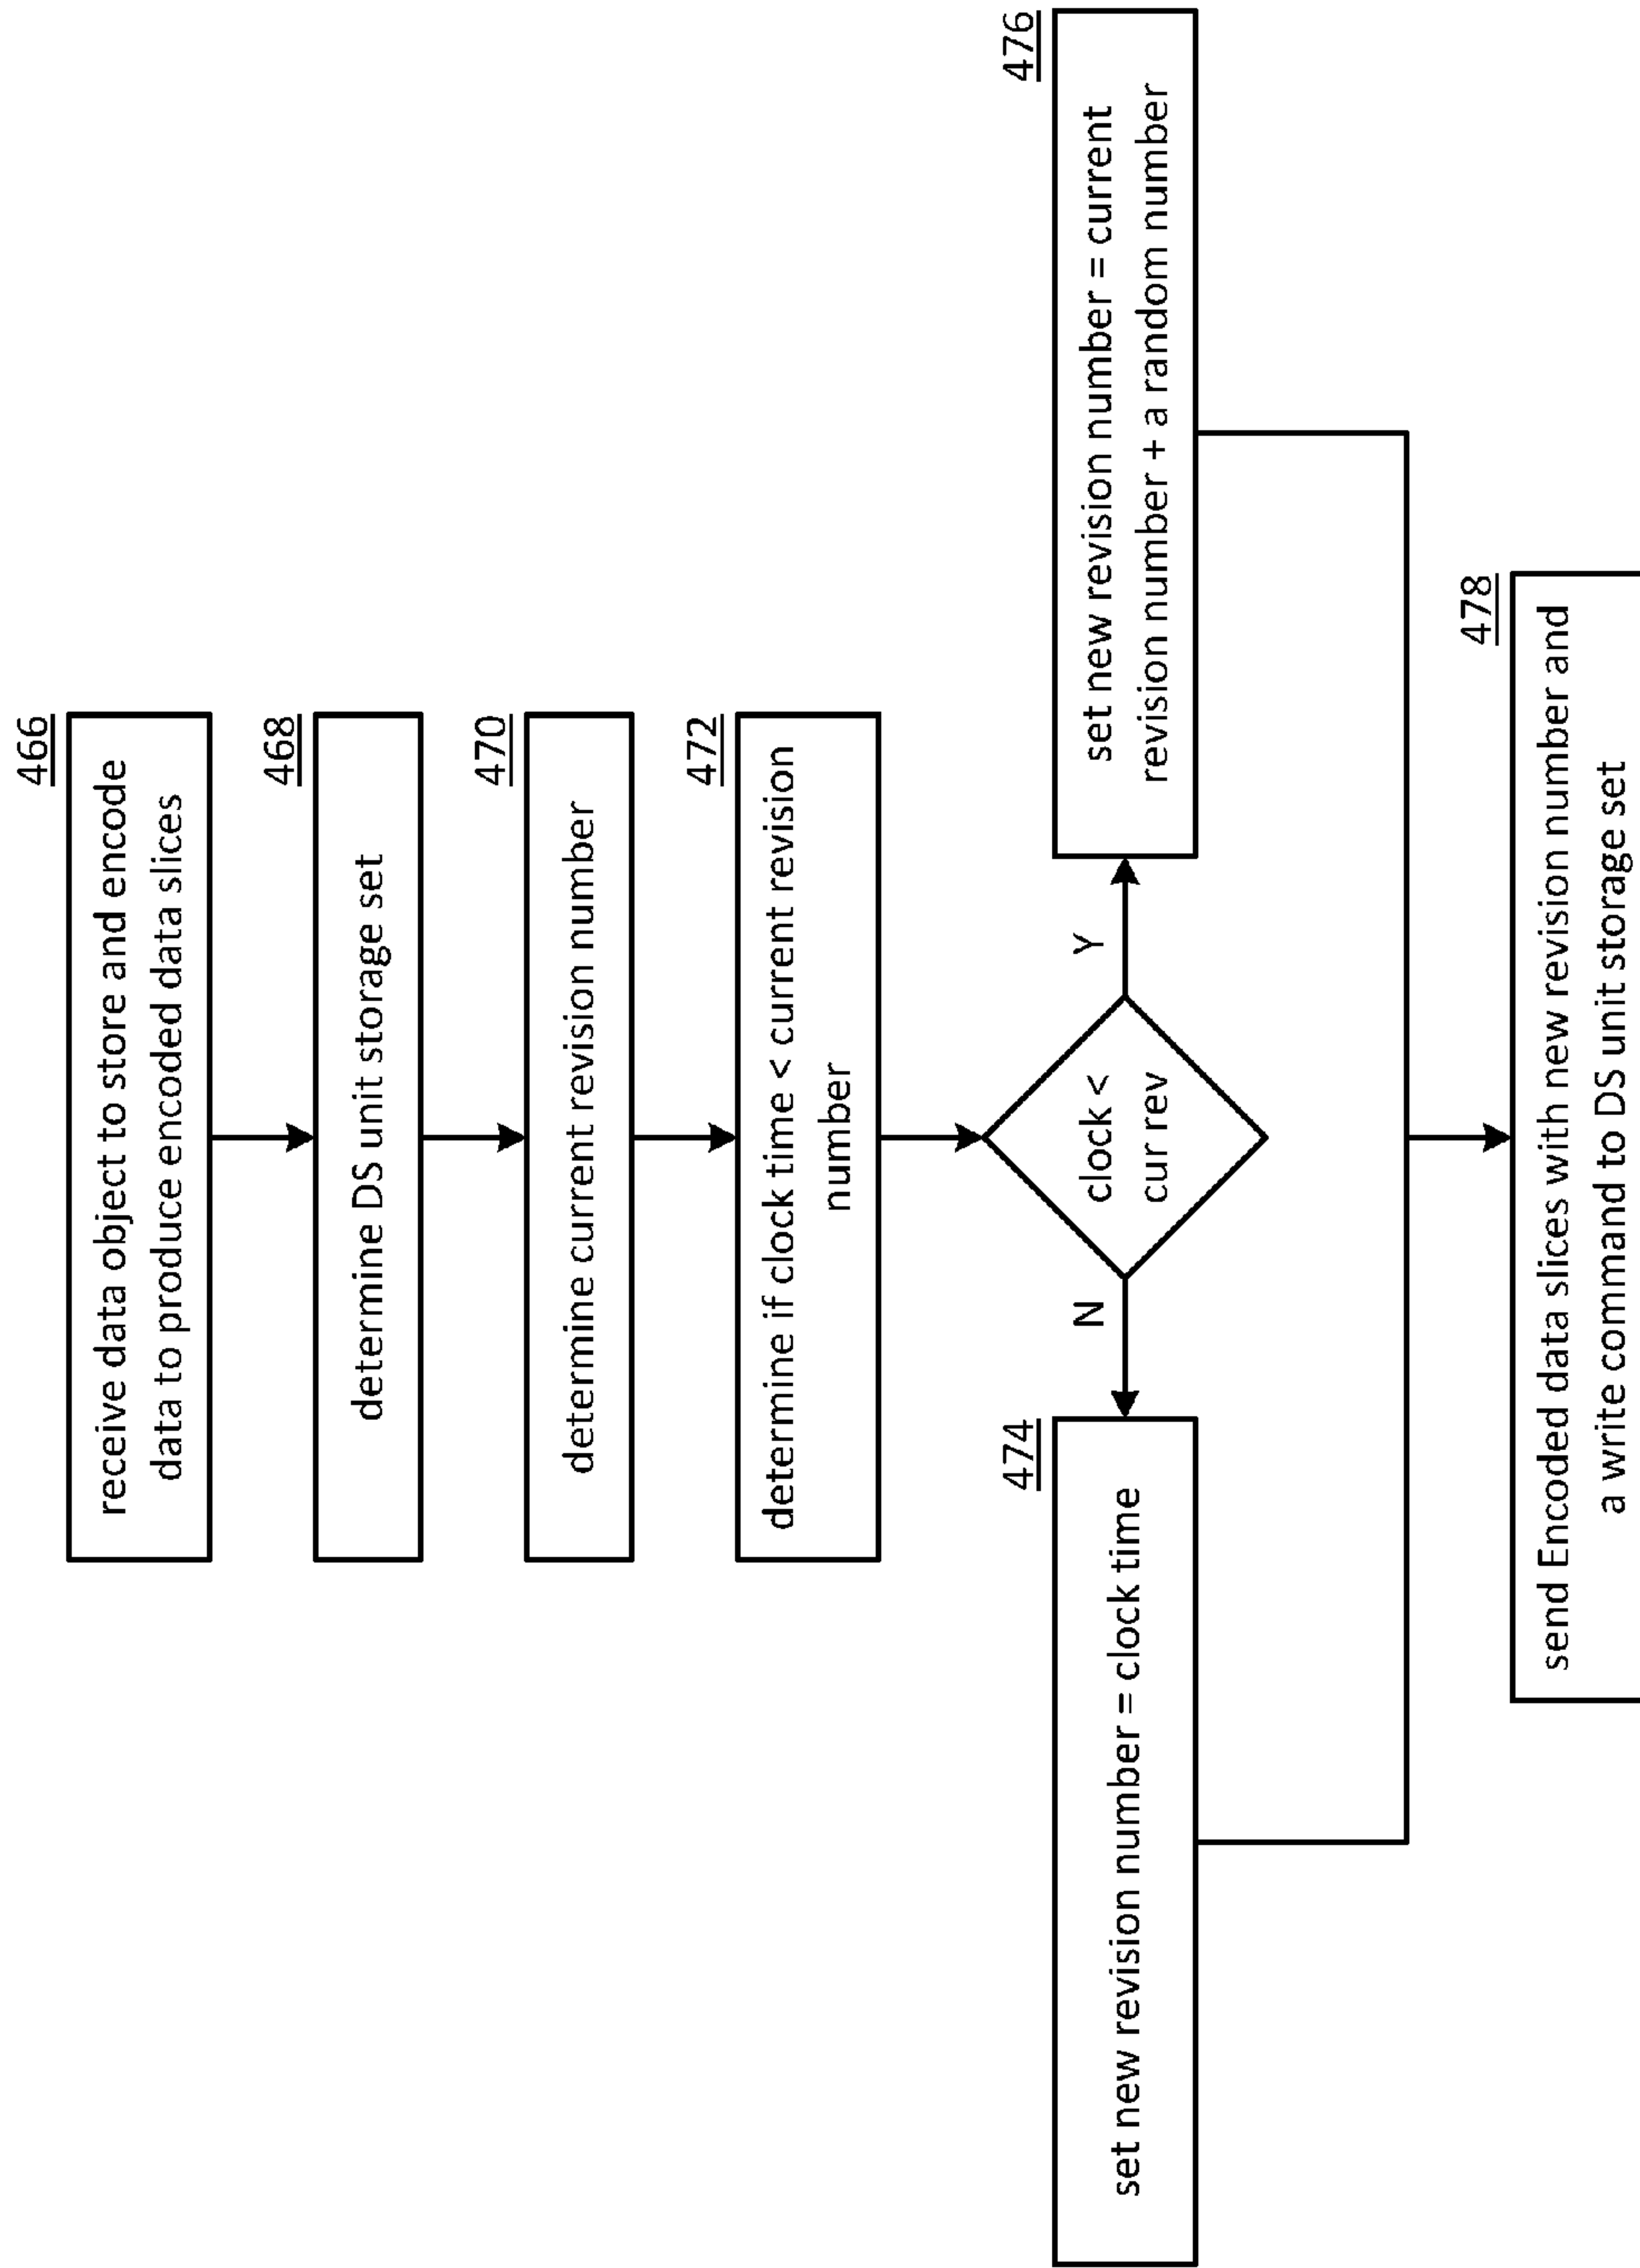 466
receive data object to store and encode
data to produce encoded data slices
468
determine DS unit storage set
470
determine current revision number
472
determine if clock time < current revision
number
clock <
cur rev
N
Y
474
set new revision number = clock time
476
set new revision number = current
revision number + a random number
478
send Encoded data slices with new revision number and
a write command to DS unit storage set